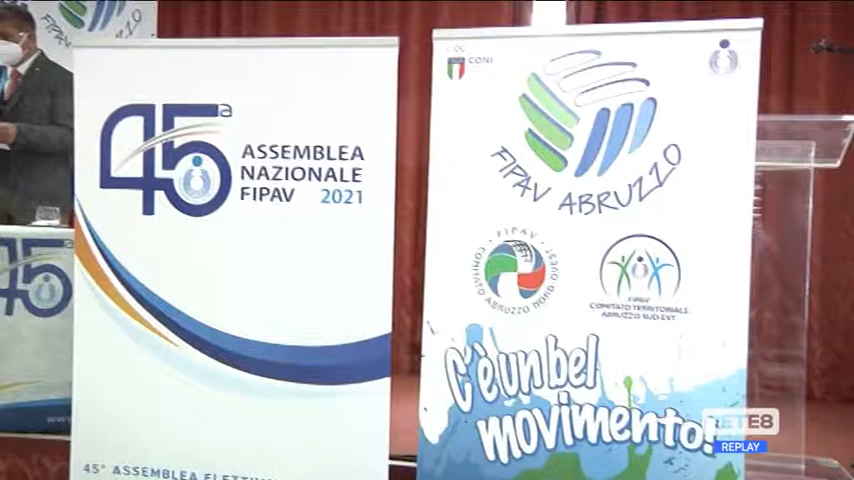 FIPAV
45ª
ASSEMBLEA
NAZIONALE
FIPAV 2021
45
45° ASSEMBLEA
CONI
FIPAV ABRUZZO
FIPAV
COMITATO ABRUZZO NORD OVEST
FIPAV
COMITATO TERRITORIALE
ABRUZZO SUD EST
C'è un bel
movimento!
RETE8
REPLAY